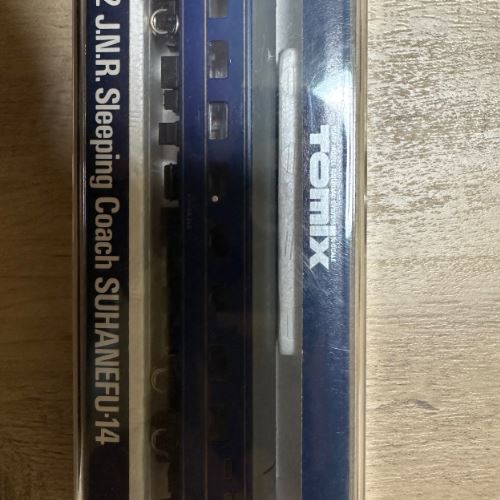 2 J.N.R. Sleeping Coach SUHANEFU·14
TOMIX